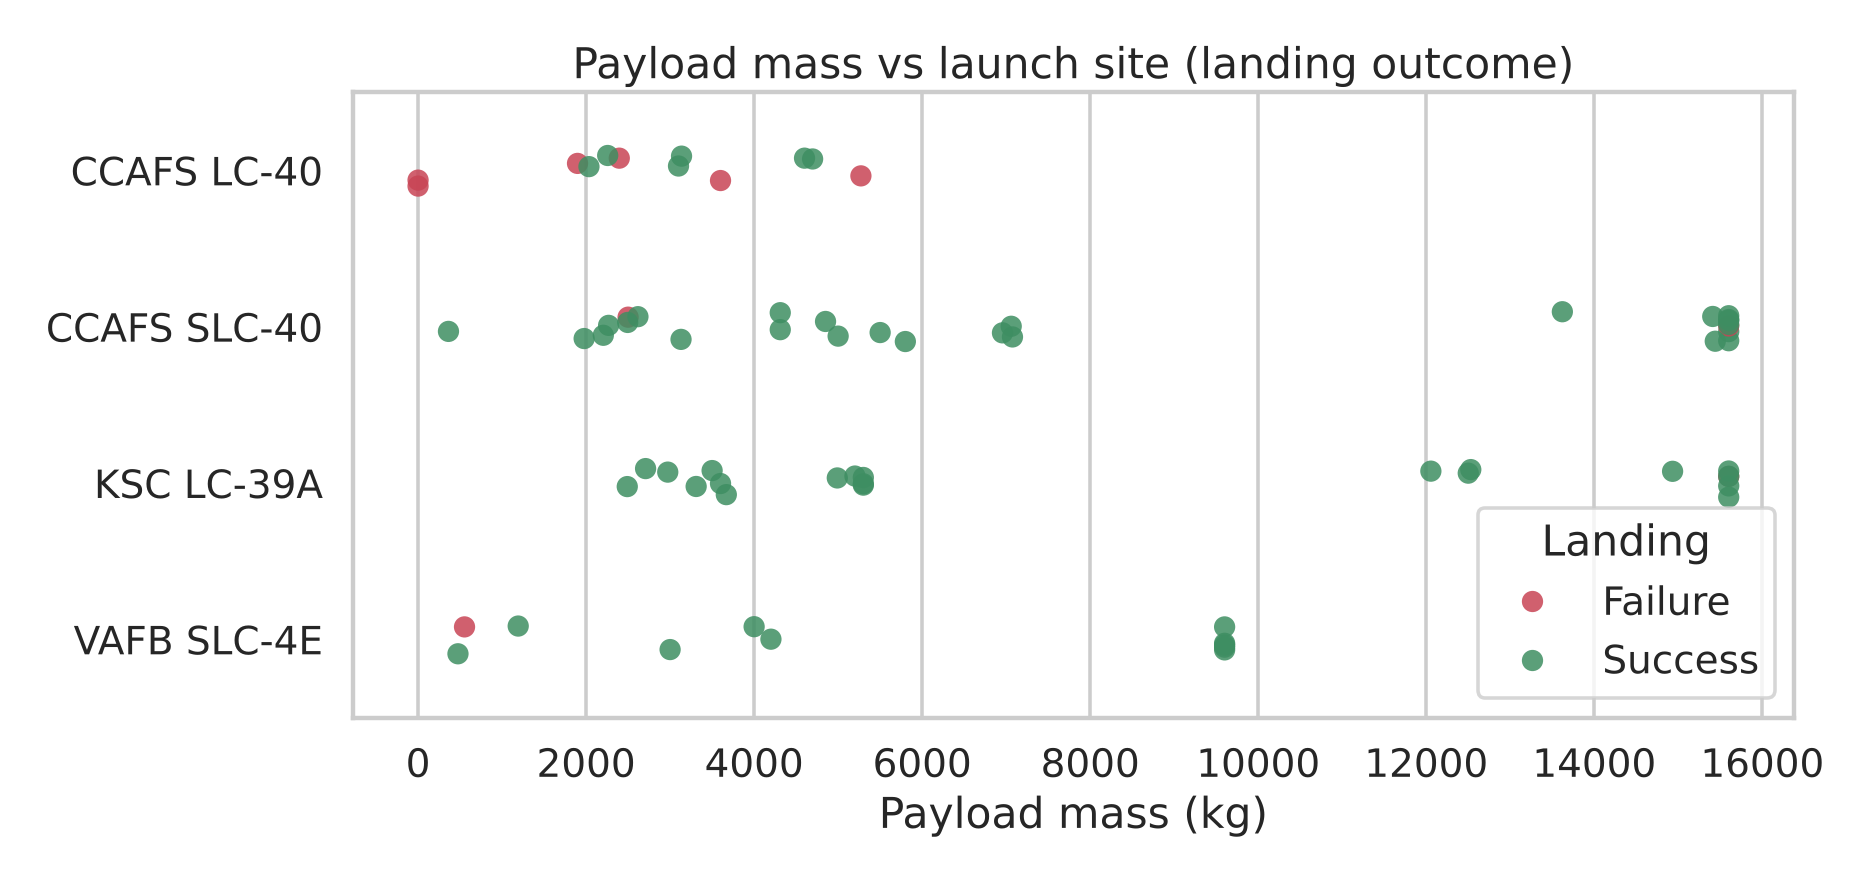 Payload mass vs launch site (landing outcome)
CCAFS LC-40
CCAFS SLC-40
KSC LC-39A
VAFB SLC-4E
Landing
Failure
Success
0 2000 4000 6000 8000 10000 12000 14000 16000
Payload mass (kg)